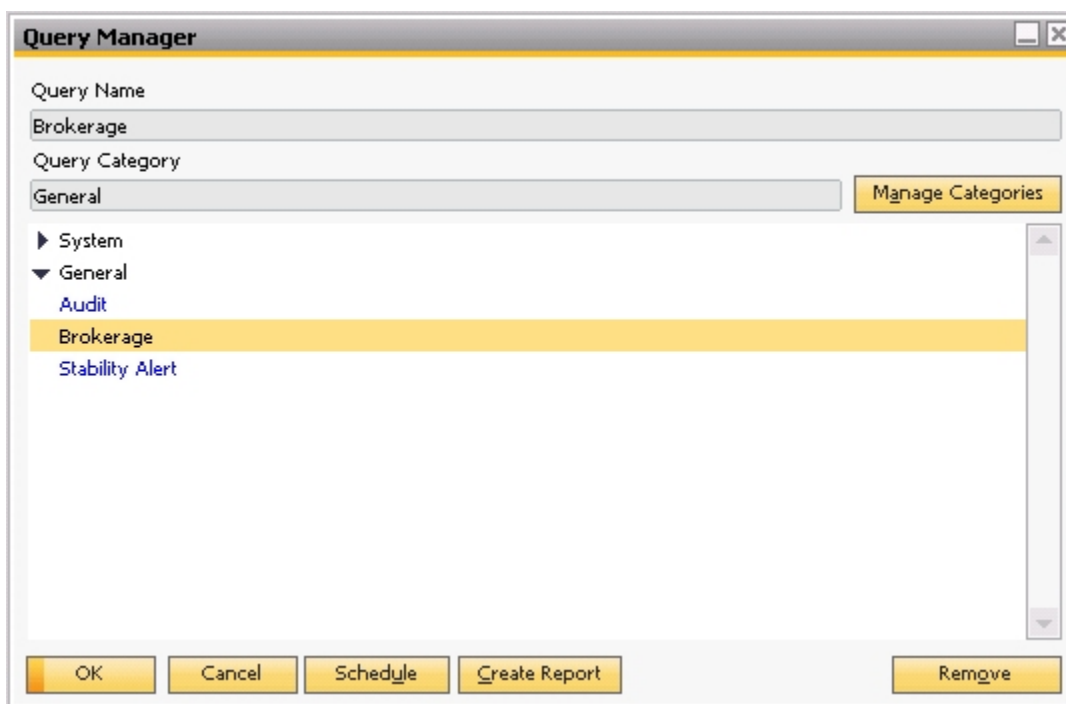 Query Manager
Query Name
Brokerage
Query Category
General
Manage Categories
System
General
Audit
Brokerage
Stability Alert
OK Cancel Schedule Create Report Remove